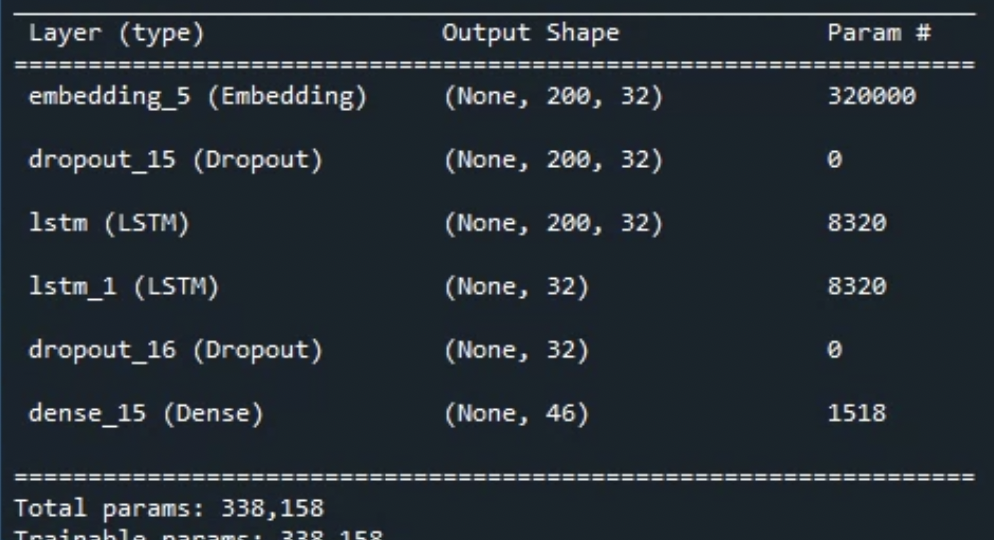 Layer (type) Output Shape Param #
=================================================================
embedding_5 (Embedding) (None, 200, 32) 320000
dropout_15 (Dropout) (None, 200, 32) 0
lstm (LSTM) (None, 200, 32) 8320
lstm_1 (LSTM) (None, 32) 8320
dropout_16 (Dropout) (None, 32) 0
dense_15 (Dense) (None, 46) 1518
=================================================================
Total params: 338,158
Trainable params: 338,158